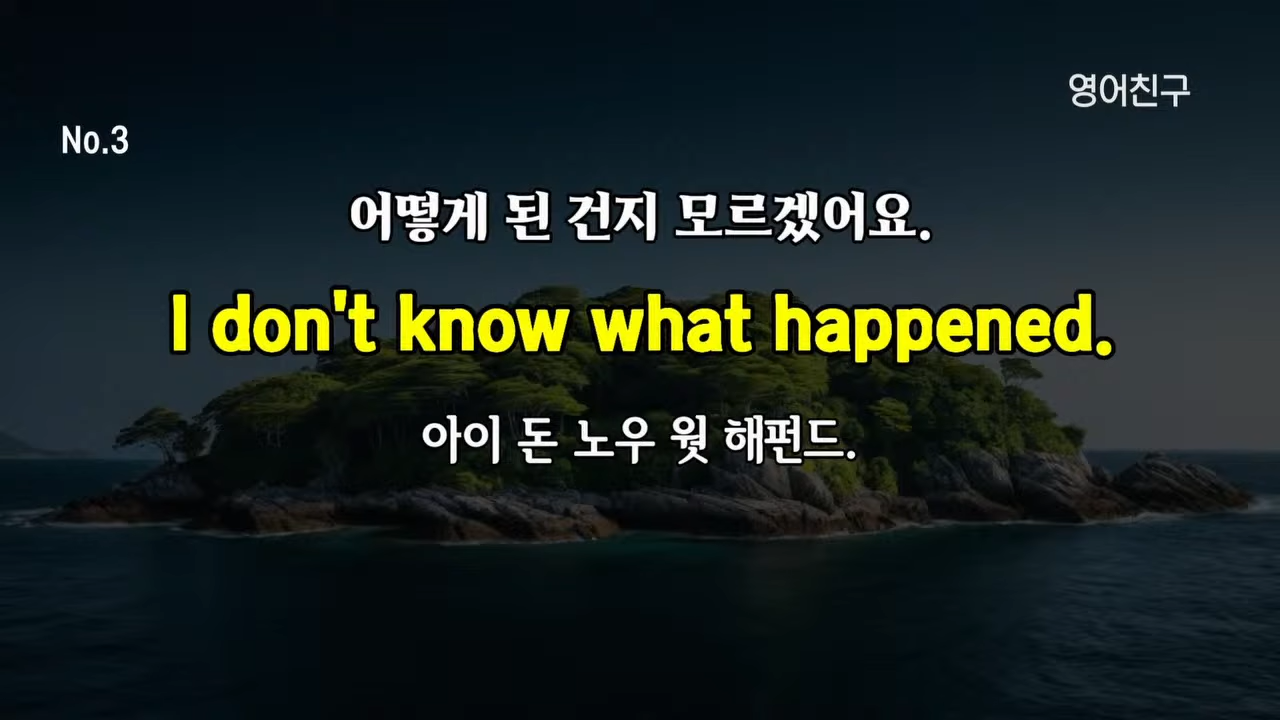 영어친구
No.3
어떻게 된 건지 모르겠어요.
I don't know what happened.
아이 돈 노우 웟 해펀드.